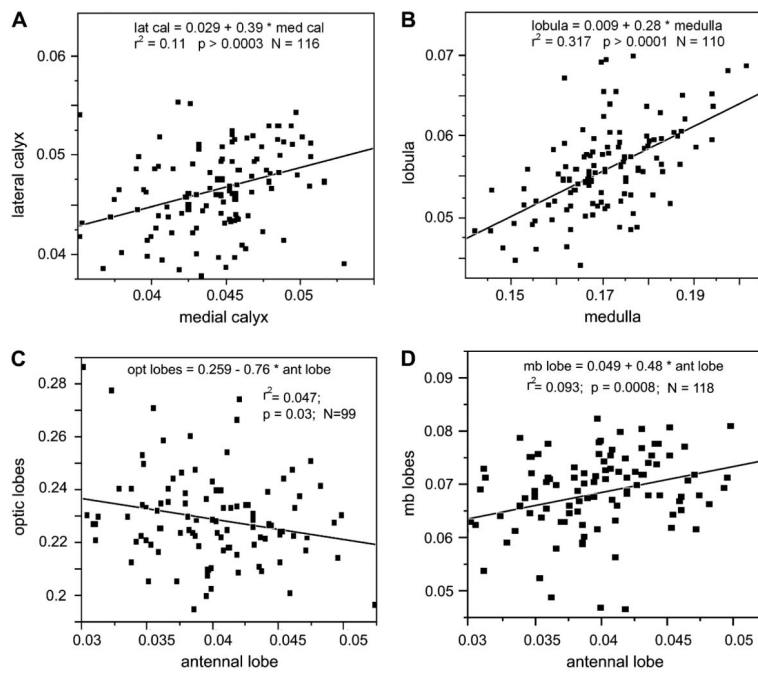 A
lat cal = 0.029 + 0.39 * med cal
r² = 0.11 p > 0.0003 N = 116
0.07
0.06
0.05
0.04
lateral calyx
0.04
0.045
0.05
medial calyx
B
lobula = 0.009 + 0.28 * medulla
r² = 0.317 p > 0.0001 N = 110
0.07
0.06
0.05
lobula
0.15
0.17
0.19
medulla
C
opt lobes = 0.259 - 0.76 * ant lobe
r² = 0.047;
p = 0.03; N=99
0.28
0.26
0.24
0.22
0.2
optic lobes
0.03
0.035
0.04
0.045
0.05
antennal lobe
D
mb lobe = 0.049 + 0.48 * ant lobe
r² = 0.093; p = 0.0008; N = 118
0.09
0.08
0.07
0.06
0.05
mb lobes
0.03
0.035
0.04
0.045
0.05
antennal lobe